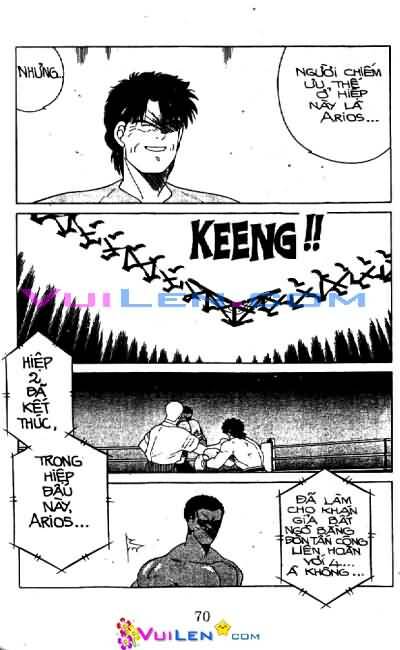 NHƯNG...
NGƯỜI CHIẾM
ƯU THẾ
Ở HIỆP
NÀY LÀ
ARIOS...
KEENG!!
VUILEN.COM
HIỆP
2
ĐÃ
KẾT
THÚC,
TRONG
HIỆP
ĐẤU
NÀY,
ARIOS...
ĐÃ LÀM
CHO KHÁN
GIẢ BẤT
NGỜ BẰNG
ĐÒN TẤN CÔNG
LIÊN HOÀN
VỚI 4...
Á KHÔNG...
70
VUILEN.COM